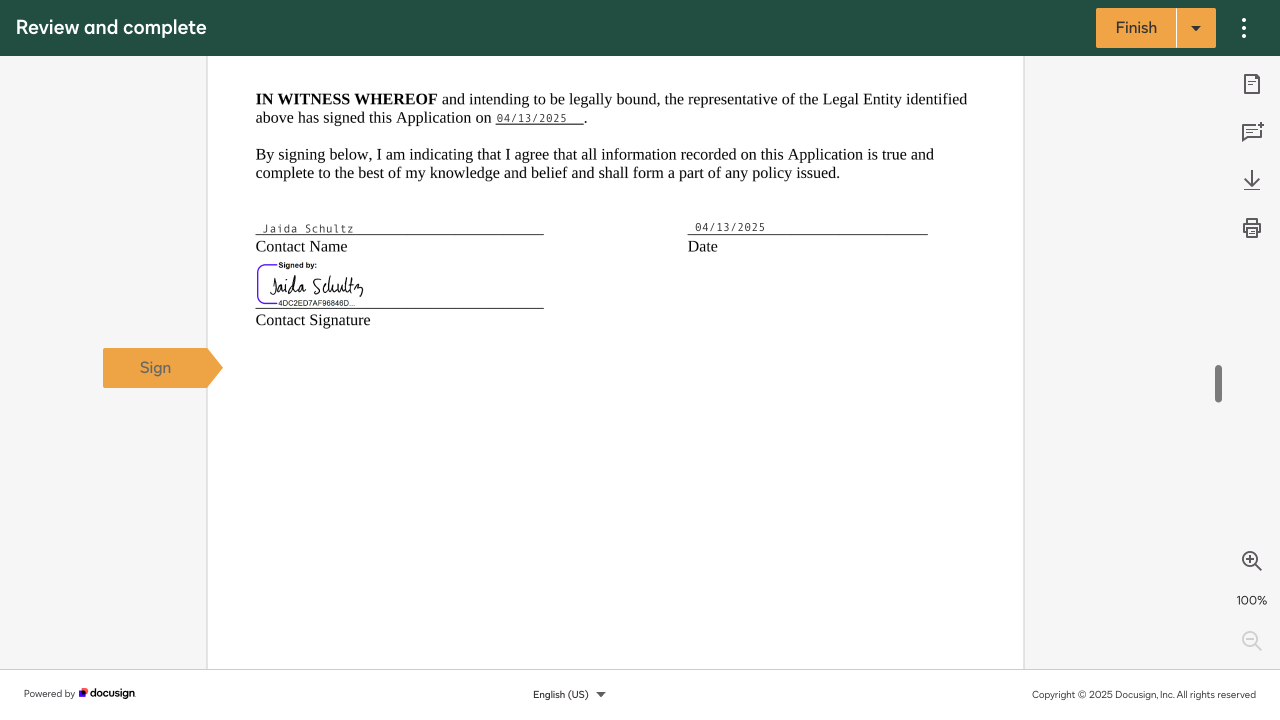 Review and complete
Finish
IN WITNESS WHEREOF and intending to be legally bound, the representative of the Legal Entity identified
above has signed this Application on 04/13/2025.
By signing below, I am indicating that I agree that all information recorded on this Application is true and
complete to the best of my knowledge and belief and shall form a part of any policy issued.
Jaida Schultz
04/13/2025
Contact Name
Date
Signed by:
Jaida Schultz
4DC2ED7AF96846D...
Contact Signature
Sign
100%
Powered by docusign
English (US)
Copyright © 2025 Docusign, Inc. All rights reserved